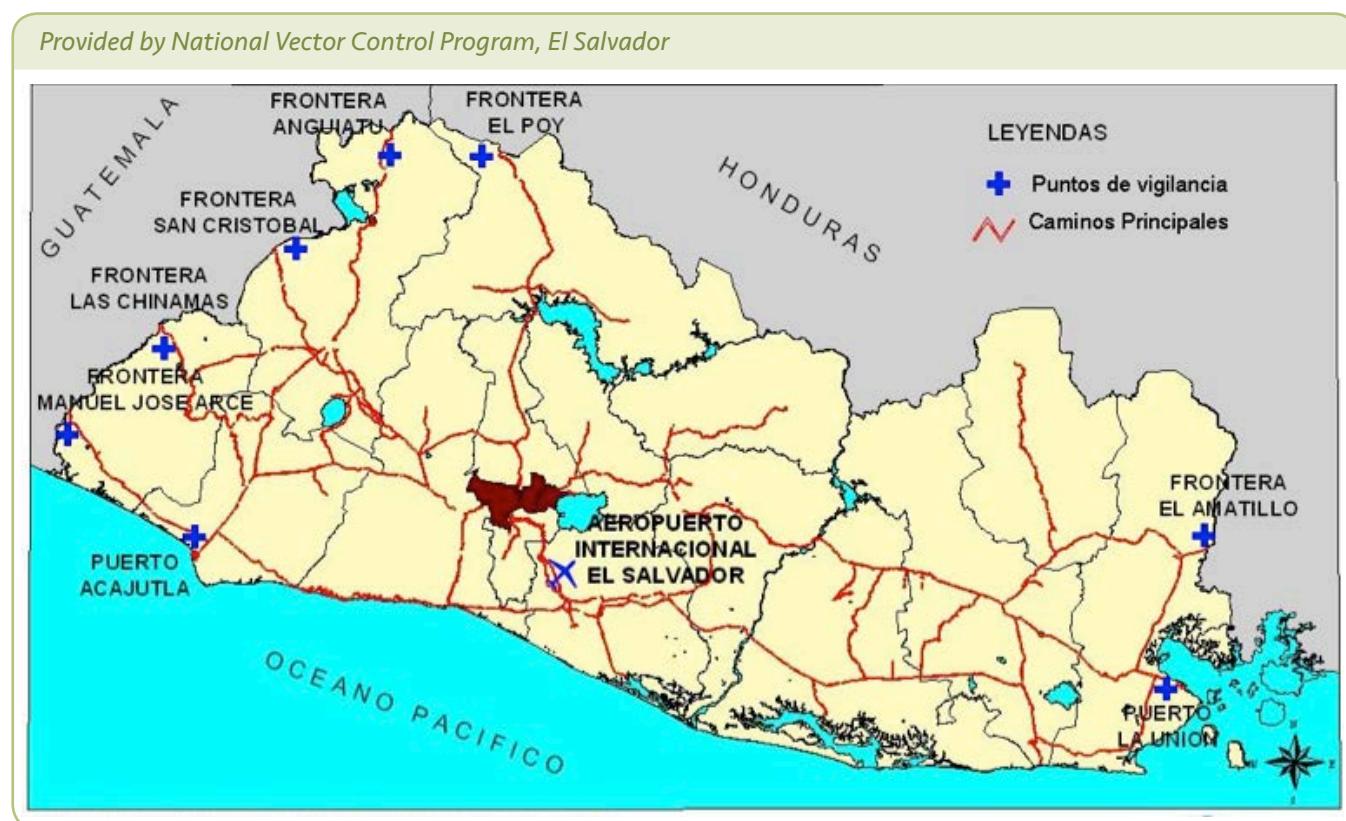 Provided by National Vector Control Program, El Salvador
FRONTERA
ANGUIATU
FRONTERA
EL POY
GUATEMALA
HONDURAS
LEYENDAS
Puntos de vigilancia
Caminos Principales
FRONTERA
SAN CRISTOBAL
FRONTERA
LAS CHINAMAS
FRONTERA
MANUEL JOSE ARCE
FRONTERA
EL AMATILLO
AEROPUERTO
INTERNACIONAL
EL SALVADOR
PUERTO
ACAJUTLA
OCEANO PACIFICO
PUERTO
LA UNION